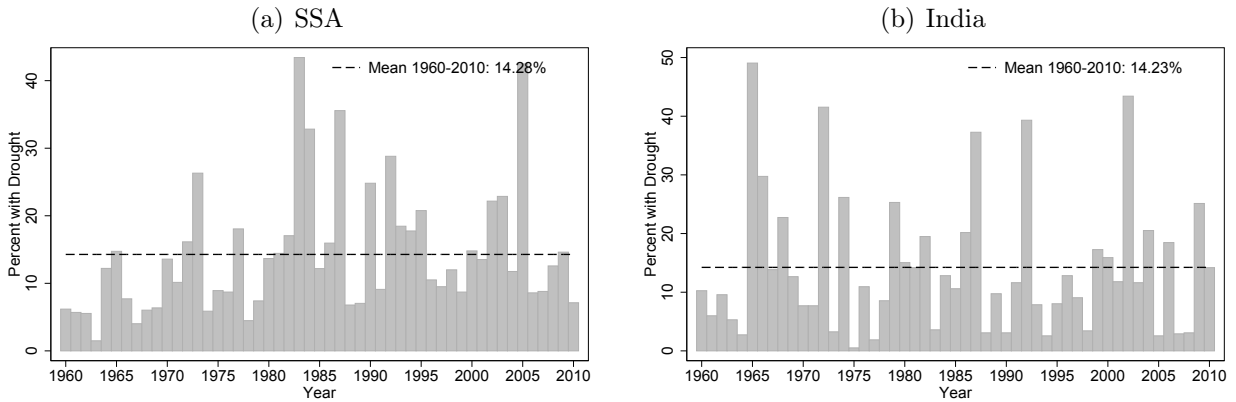 (a) SSA
Mean 1960-2010: 14.28%
Percent with Drought
0 10 20 30 40
1960 1965 1970 1975 1980 1985 1990 1995 2000 2005 2010
Year
(b) India
Mean 1960-2010: 14.23%
Percent with Drought
0 10 20 30 40 50
1960 1965 1970 1975 1980 1985 1990 1995 2000 2005 2010
Year